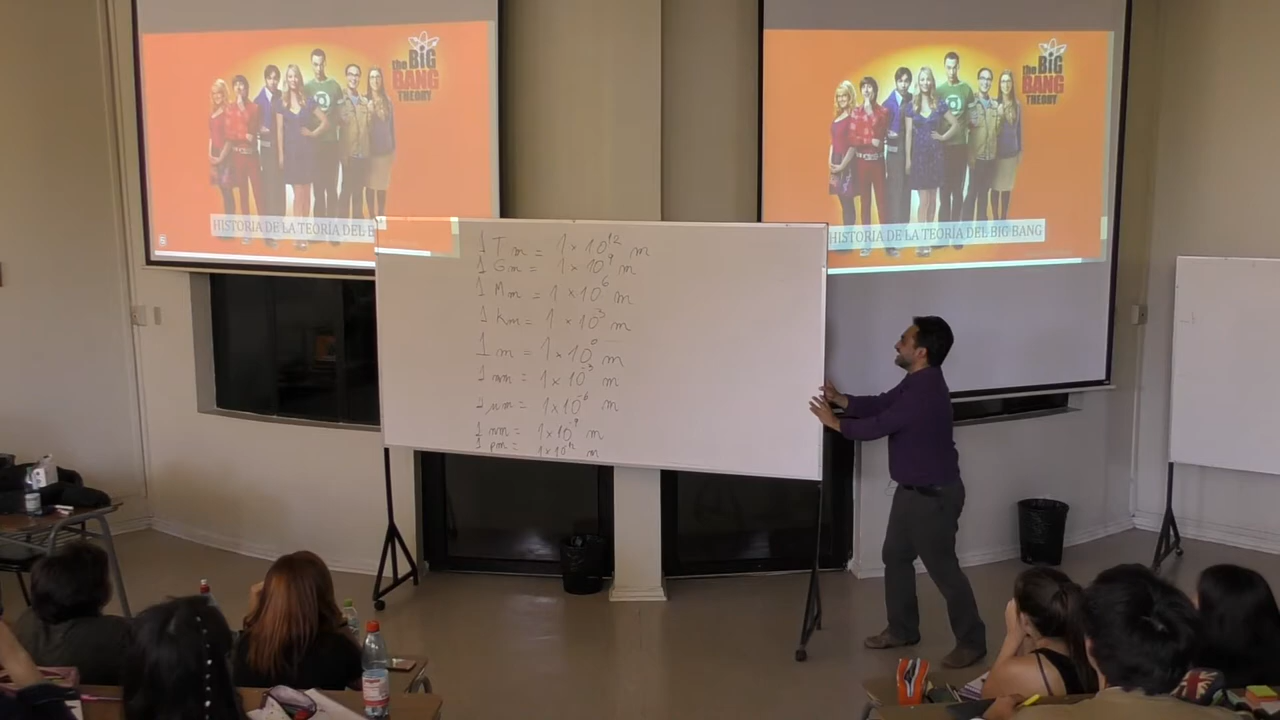 the BIG
BANG
THEORY
HISTORIA DE LA TEORÍA DEL B
the BIG
BANG
THEORY
HISTORIA DE LA TEORÍA DEL BIG BANG
1 Tm = 1 × 10¹² m
1 Gm = 1 × 10⁹ m
1 Mm = 1 × 10⁶ m
1 Km = 1 × 10³ m
1 m = 1 × 10⁰ m
1 mm = 1 × 10⁻³ m
1 μm = 1 × 10⁻⁶ m
1 nm = 1 × 10⁻⁹ m
1 pm = 1 × 10⁻¹² m